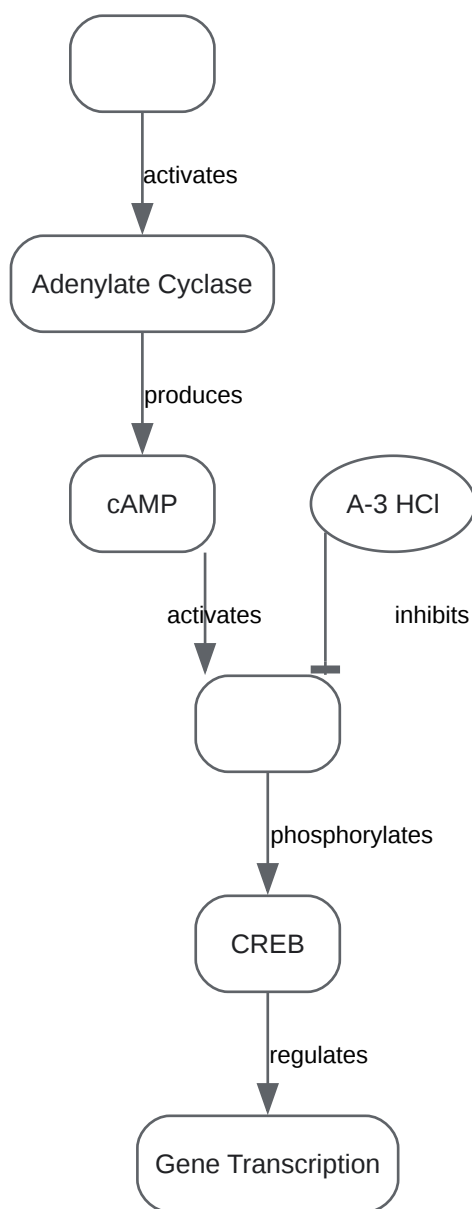 activates
Adenylate Cyclase
produces
cAMP
A-3 HCl
activates
inhibits
phosphorylates
CREB
regulates
Gene Transcription